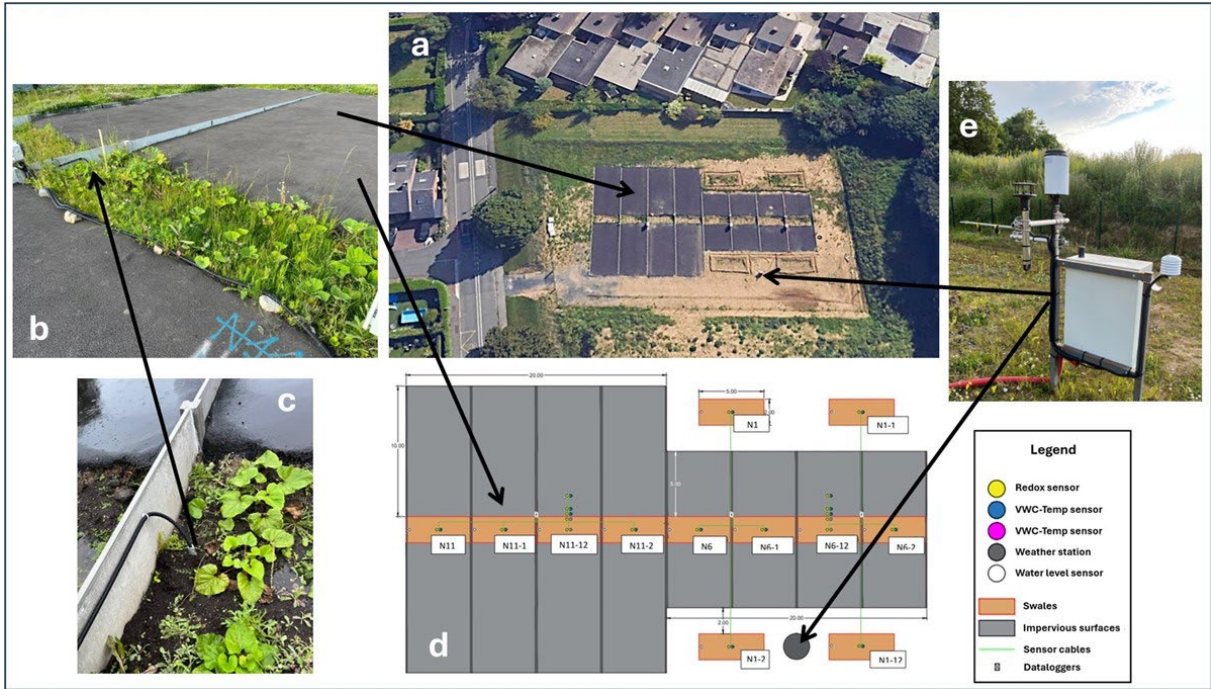 a
b
c
d
e
20.00
10.00
5.00
2.00
N1
N1-1
5.00
N11
N11-1
N11-12
N11-2
N6
N6-1
N6-12
N6-2
2.00
20.00
N1-2
N1-12
Legend
Redox sensor
VWC-Temp sensor
VWC-Temp sensor
Weather station
Water level sensor
Swales
Impervious surfaces
Sensor cables
Dataloggers